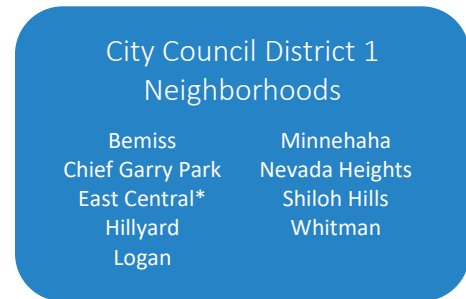 City Council District 1
Neighborhoods
Bemiss
Chief Garry Park
East Central*
Hillyard
Logan
Minnehaha
Nevada Heights
Shiloh Hills
Whitman